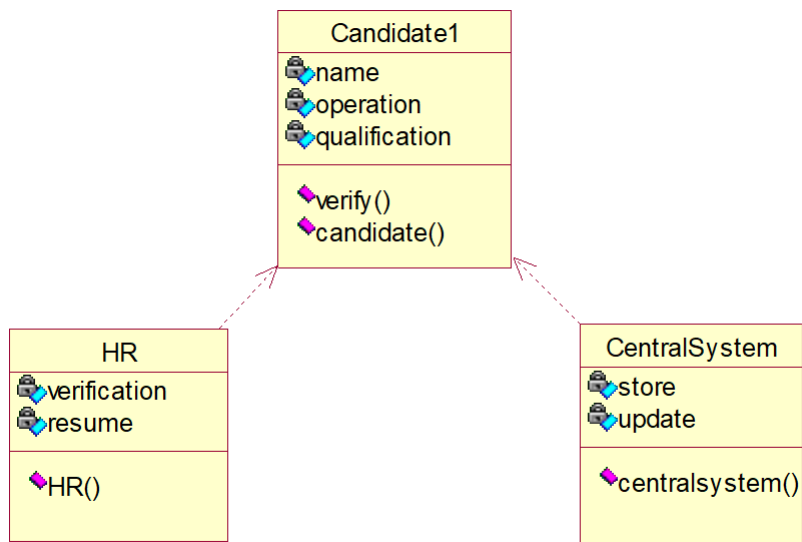 Candidate1
name
operation
qualification
verify()
candidate()
HR
verification
resume
HR()
CentralSystem
store
update
centralsystem()